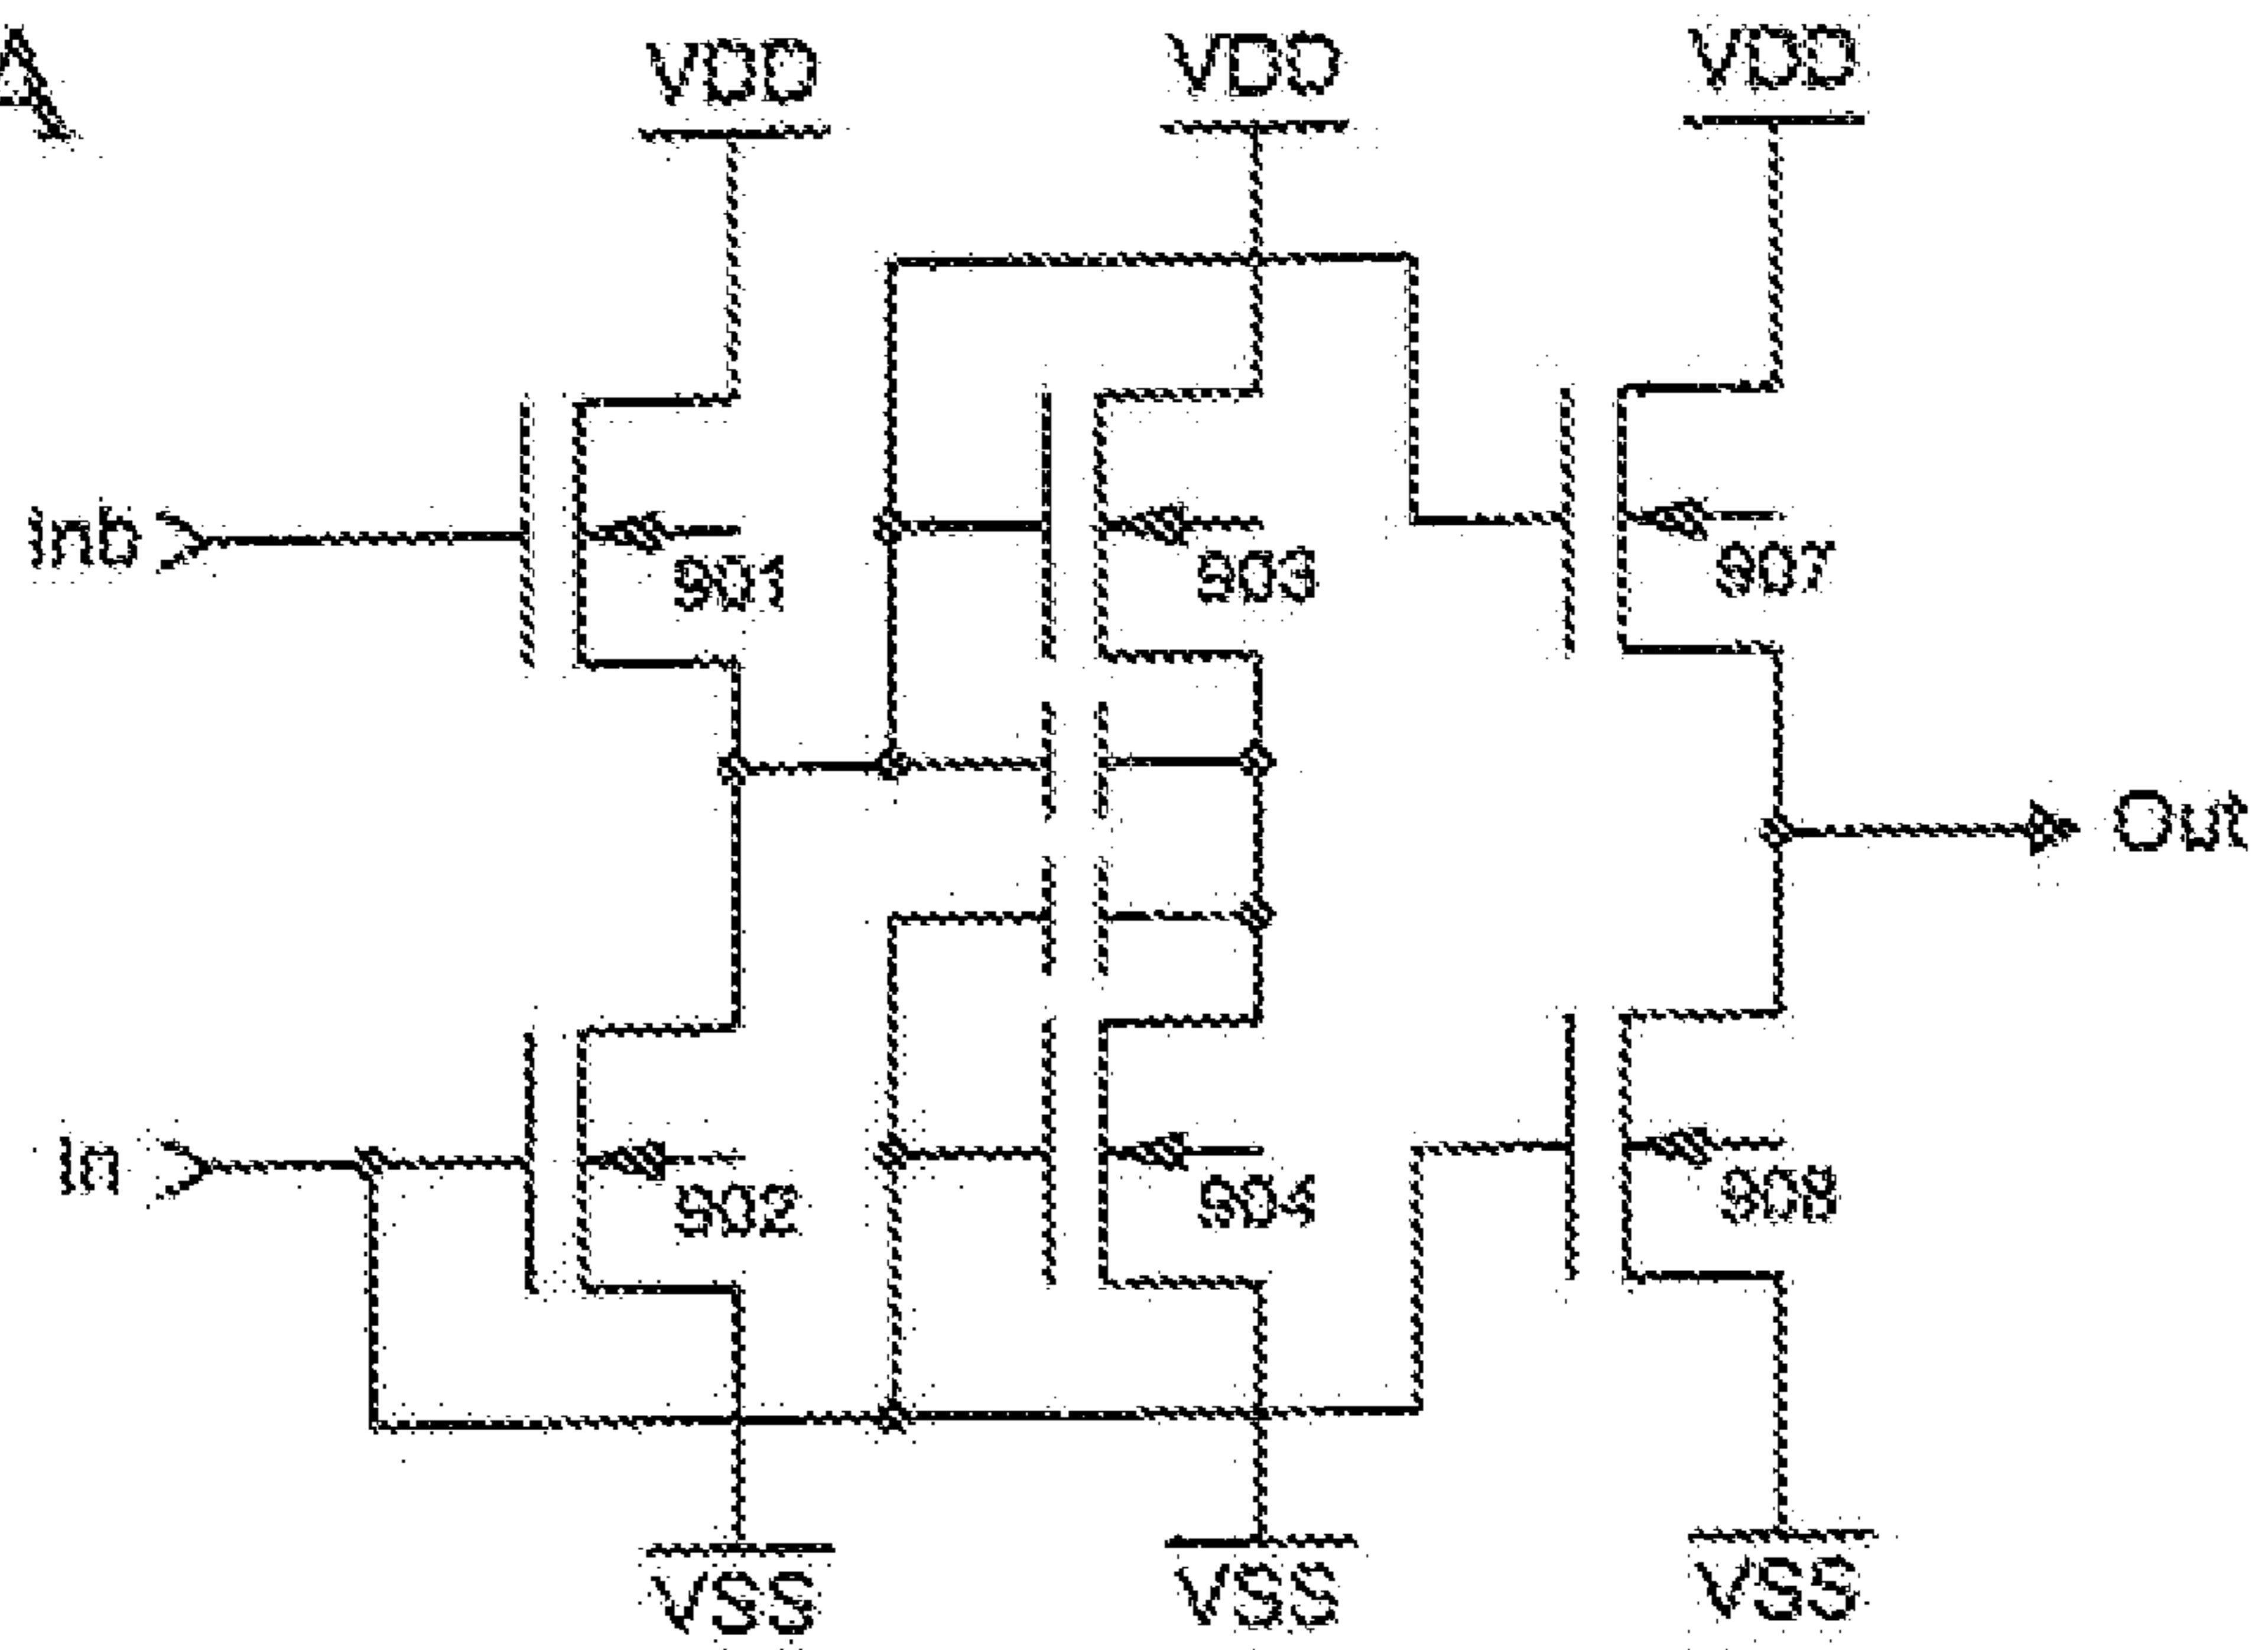 A
VDD VDD VDD
Inb
901 903 907
Out
In
902 904 908
VSS VSS VSS